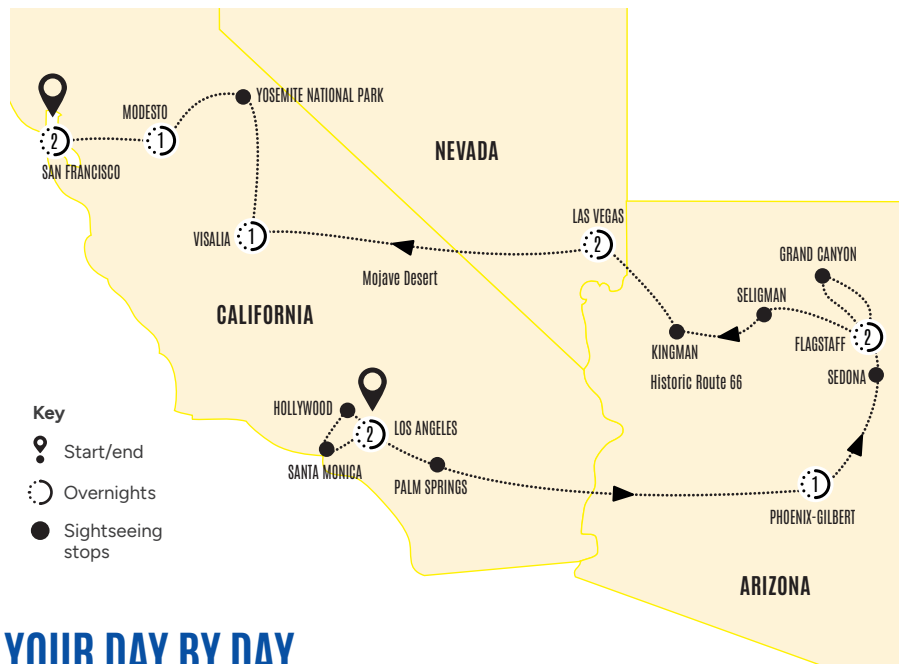 YOSEMITE NATIONAL PARK
MODESTO
2
1
SAN FRANCISCO
NEVADA
LAS VEGAS
VISALIA
1
2
GRAND CANYON
Mojave Desert
SELIGMAN
CALIFORNIA
2
FLAGSTAFF
KINGMAN
SEDONA
Historic Route 66
HOLLYWOOD
2
LOS ANGELES
SANTA MONICA
PALM SPRINGS
1
PHOENIX-GILBERT
ARIZONA
Key
Start/end
Overnights
Sightseeing
stops
YOUR DAY BY DAY